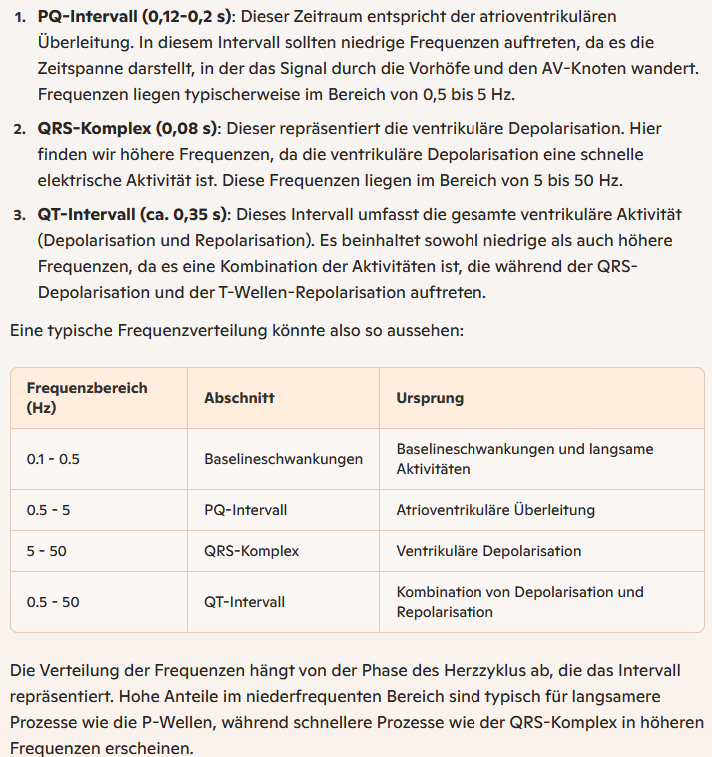 1. PQ-Intervall (0,12-0,2 s): Dieser Zeitraum entspricht der atrioventrikulären
Überleitung. In diesem Intervall sollten niedrige Frequenzen auftreten, da es die
Zeitspanne darstellt, in der das Signal durch die Vorhöfe und den AV-Knoten wandert.
Frequenzen liegen typischerweise im Bereich von 0,5 bis 5 Hz.
2. QRS-Komplex (0,08 s): Dieser repräsentiert die ventrikuläre Depolarisation. Hier
finden wir höhere Frequenzen, da die ventrikuläre Depolarisation eine schnelle
elektrische Aktivität ist. Diese Frequenzen liegen im Bereich von 5 bis 50 Hz.
3. QT-Intervall (ca. 0,35 s): Dieses Intervall umfasst die gesamte ventrikuläre Aktivität
(Depolarisation und Repolarisation). Es beinhaltet sowohl niedrige als auch höhere
Frequenzen, da es eine Kombination der Aktivitäten ist, die während der QRS-
Depolarisation und der T-Wellen-Repolarisation auftreten.
Eine typische Frequenzverteilung könnte also so aussehen:
Frequenzbereich
(Hz)
Abschnitt
Ursprung
0.1 - 0.5
Baselineschwankungen
Baselineschwankungen und langsame
Aktivitäten
0.5 - 5
PQ-Intervall
Atrioventrikuläre Überleitung
5 - 50
QRS-Komplex
Ventrikuläre Depolarisation
0.5 - 50
QT-Intervall
Kombination von Depolarisation und
Repolarisation
Die Verteilung der Frequenzen hängt von der Phase des Herzzyklus ab, die das Intervall
repräsentiert. Hohe Anteile im niederfrequenten Bereich sind typisch für langsamere
Prozesse wie die P-Wellen, während schnellere Prozesse wie der QRS-Komplex in höheren
Frequenzen erscheinen.